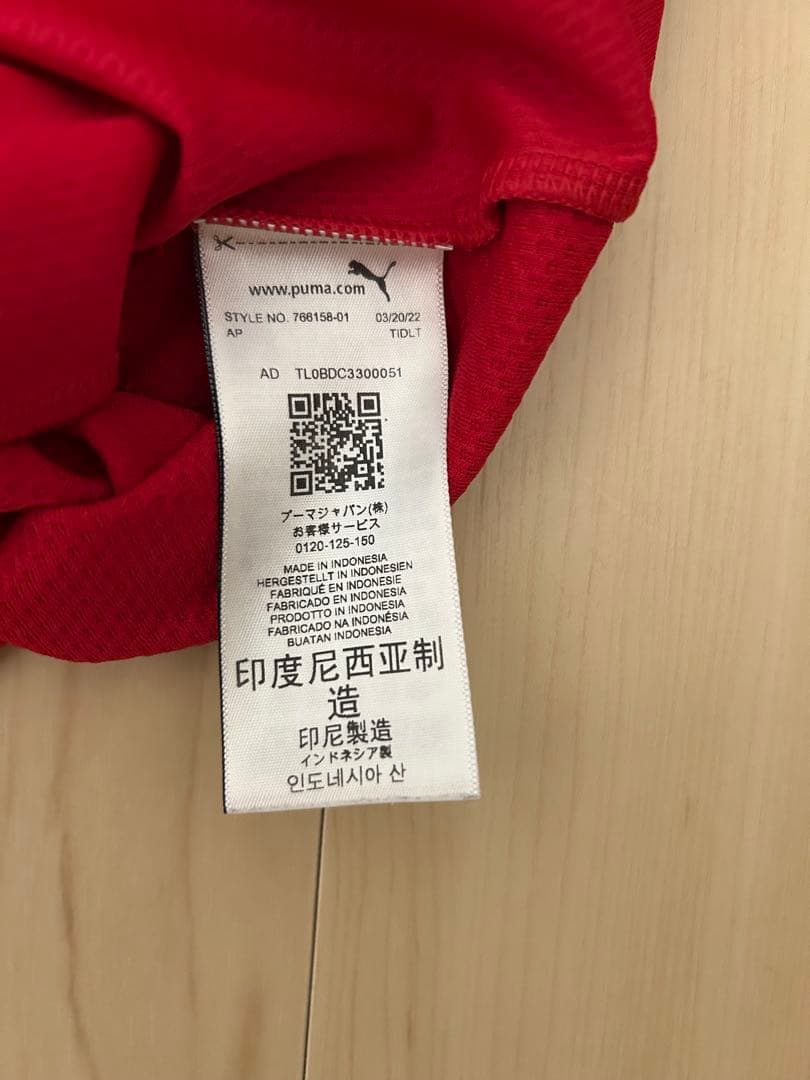 www.puma.com
STYLE NO. 766158-01 03/20/22
AP TIDLT
AD TL0BDC3300051
プーマジャパン(株)
お客様サービス
0120-125-150
MADE IN INDONESIA
HERGESTELLT IN INDONESIEN
FABRIQUÉ EN INDONESIE
FABRICADO EN INDONESIA
PRODOTTO IN INDONESIA
FABRICADO NA INDONÉSIA
BUATAN INDONESIA
印度尼西亚制
造
印尼製造
インドネシア製
인도네시아 산